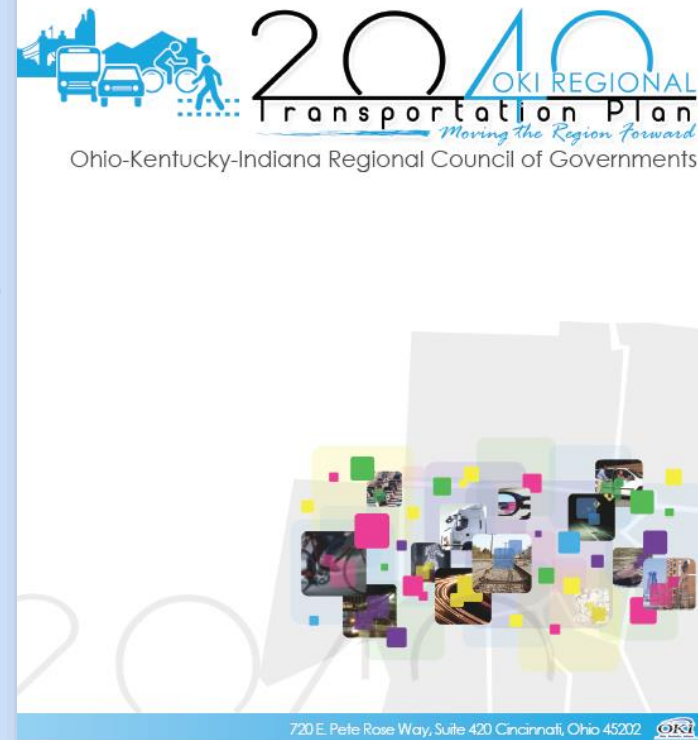 2040
OKI REGIONAL
Transportation Plan
Moving the Region Forward
Ohio-Kentucky-Indiana Regional Council of Governments
2040
720 E. Pete Rose Way, Suite 420 Cincinnati, Ohio 45202 OKI